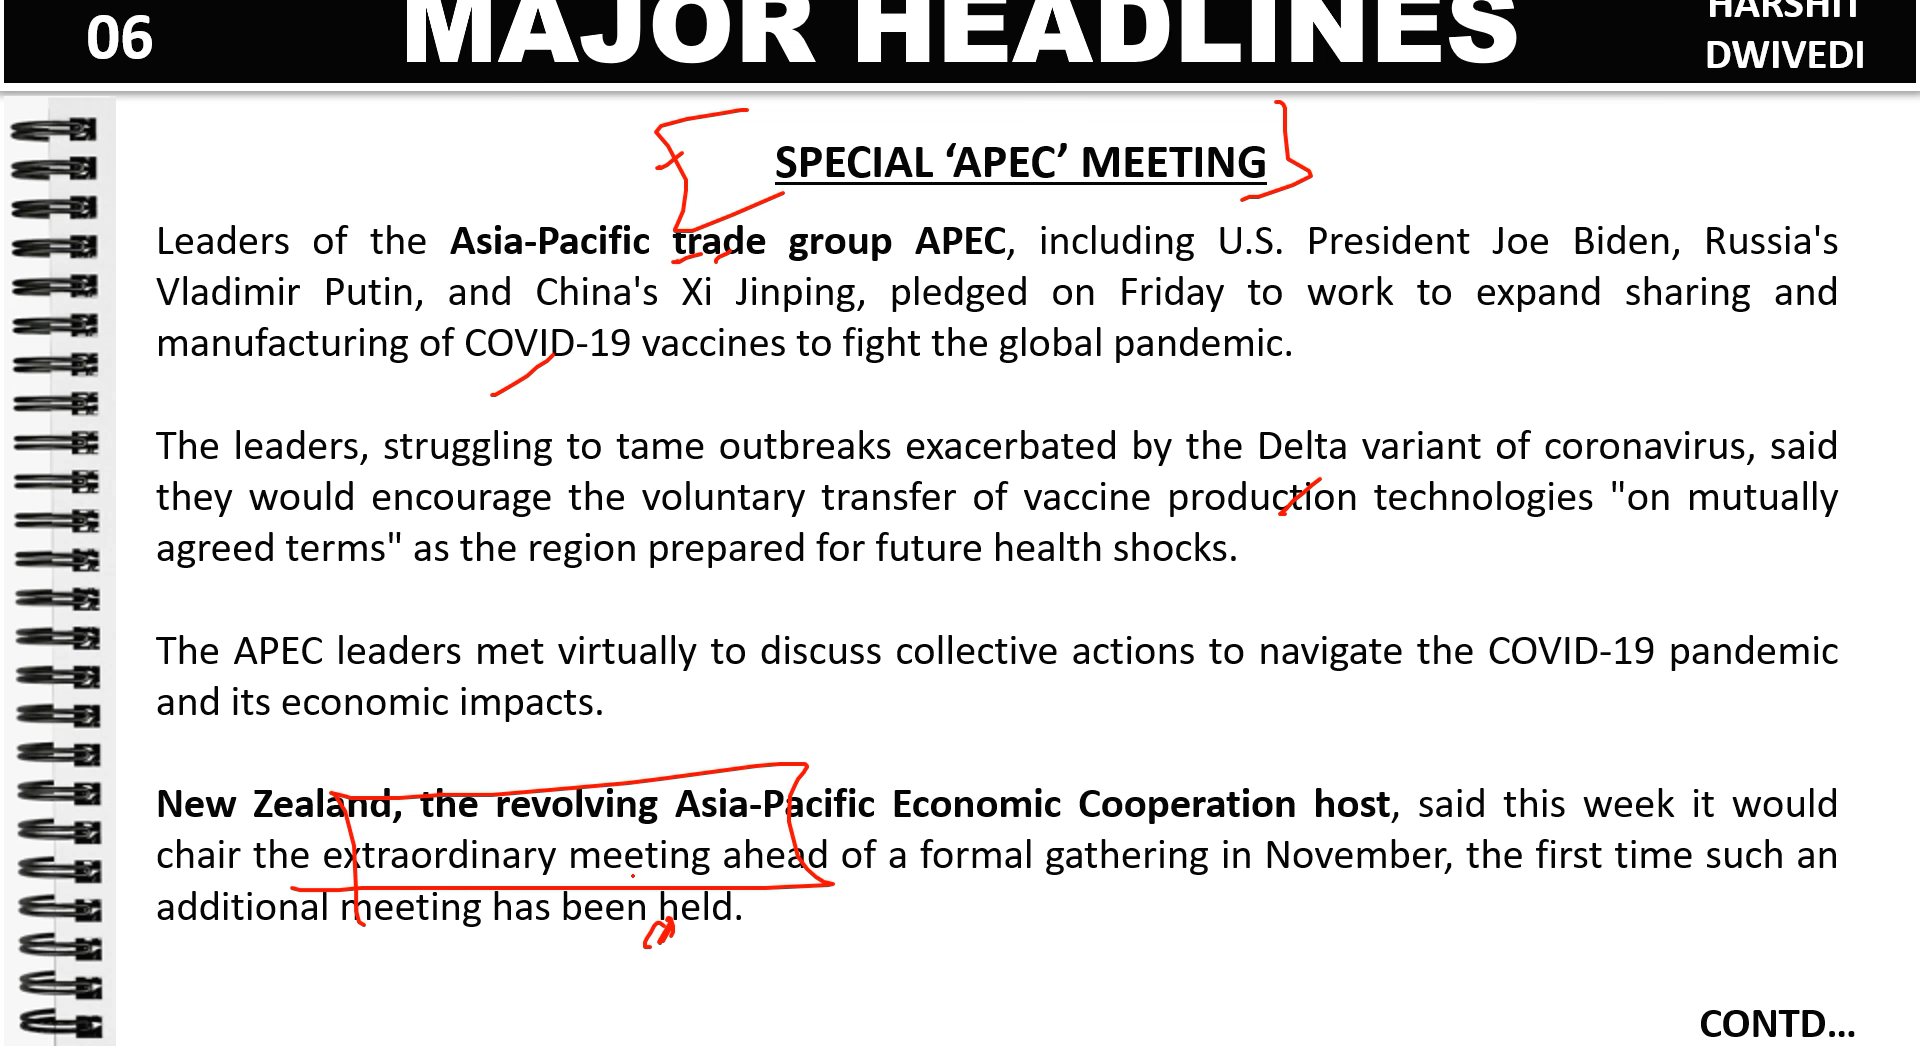 06
MAJOR HEADLINES
HARSHIT
DWIVEDI
SPECIAL ‘APEC’ MEETING
Leaders of the Asia-Pacific trade group APEC, including U.S. President Joe Biden, Russia's
Vladimir Putin, and China's Xi Jinping, pledged on Friday to work to expand sharing and
manufacturing of COVID-19 vaccines to fight the global pandemic.
The leaders, struggling to tame outbreaks exacerbated by the Delta variant of coronavirus, said
they would encourage the voluntary transfer of vaccine production technologies "on mutually
agreed terms" as the region prepared for future health shocks.
The APEC leaders met virtually to discuss collective actions to navigate the COVID-19 pandemic
and its economic impacts.
New Zealand, the revolving Asia-Pacific Economic Cooperation host, said this week it would
chair the extraordinary meeting ahead of a formal gathering in November, the first time such an
additional meeting has been held.
CONTD...